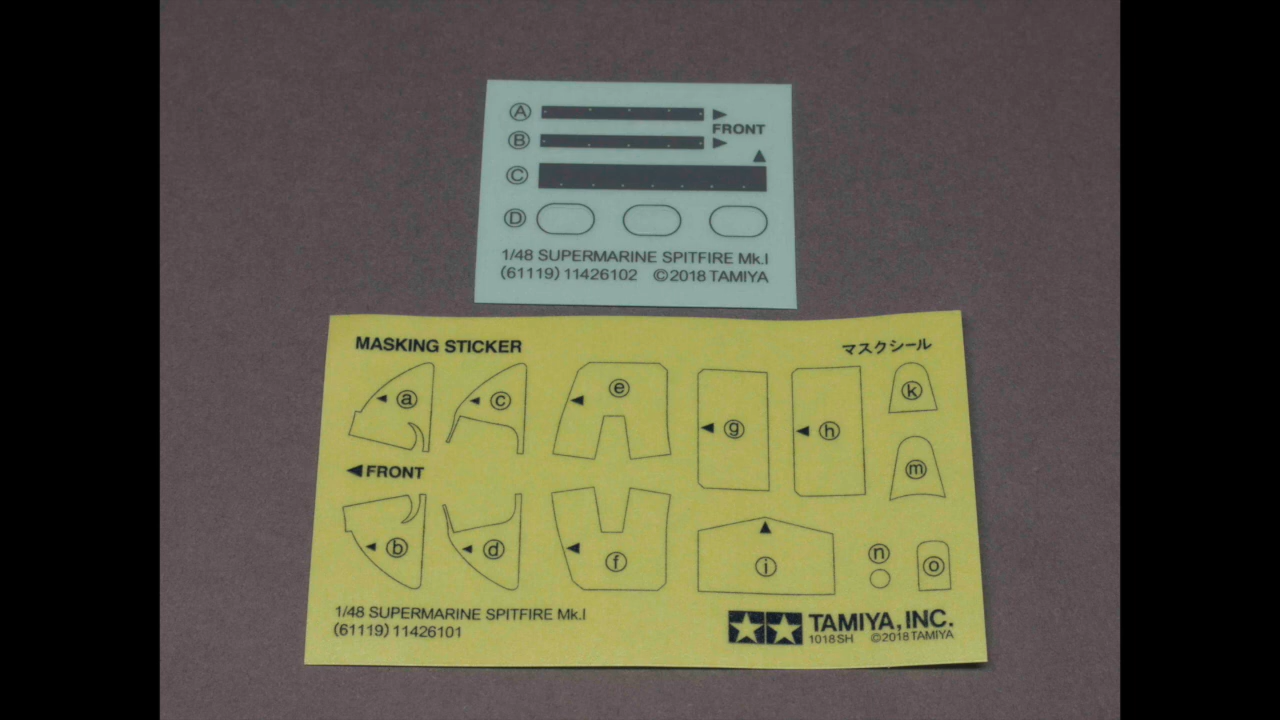 Ⓐ
FRONT
Ⓑ
Ⓒ
Ⓓ
1/48 SUPERMARINE SPITFIRE Mk.I
(61119) 11426102 ©2018 TAMIYA
MASKING STICKER
マスクシール
ⓐ ⓒ ⓔ ⓖ ⓗ ⓚ
ⓜ
FRONT
ⓑ ⓓ ⓕ ⓘ ⓝ ⓞ
1/48 SUPERMARINE SPITFIRE Mk.I
(61119) 11426101
TAMIYA, INC.
1018SH ©2018 TAMIYA